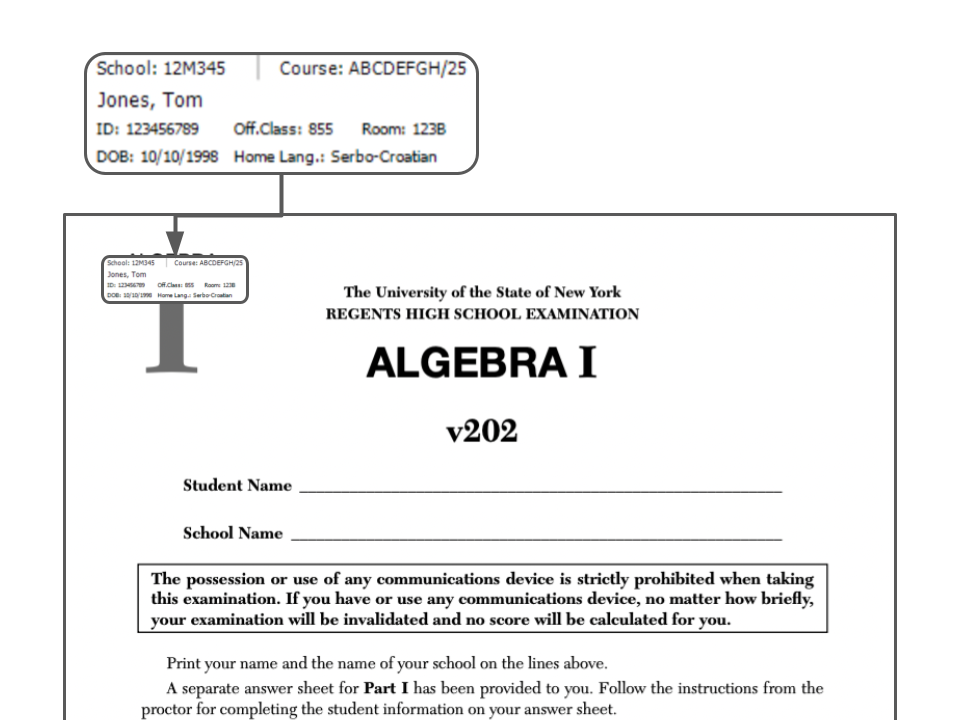 School: 12M345 Course: ABCDEFGH/25
Jones, Tom
ID: 123456789 Off.Class: 855 Room: 123B
DOB: 10/10/1998 Home Lang.: Serbo-Croatian
School: 12M345 Course: ABCDEFGH/25
Jones, Tom
ID: 123456789 Off.Class: 855 Room: 123B
DOB: 10/10/1998 Home Lang.: Serbo-Croatian
I
The University of the State of New York
REGENTS HIGH SCHOOL EXAMINATION
ALGEBRA I
v202
Student Name
School Name
The possession or use of any communications device is strictly prohibited when taking
this examination. If you have or use any communications device, no matter how briefly,
your examination will be invalidated and no score will be calculated for you.
Print your name and the name of your school on the lines above.
A separate answer sheet for Part I has been provided to you. Follow the instructions from the
proctor for completing the student information on your answer sheet.